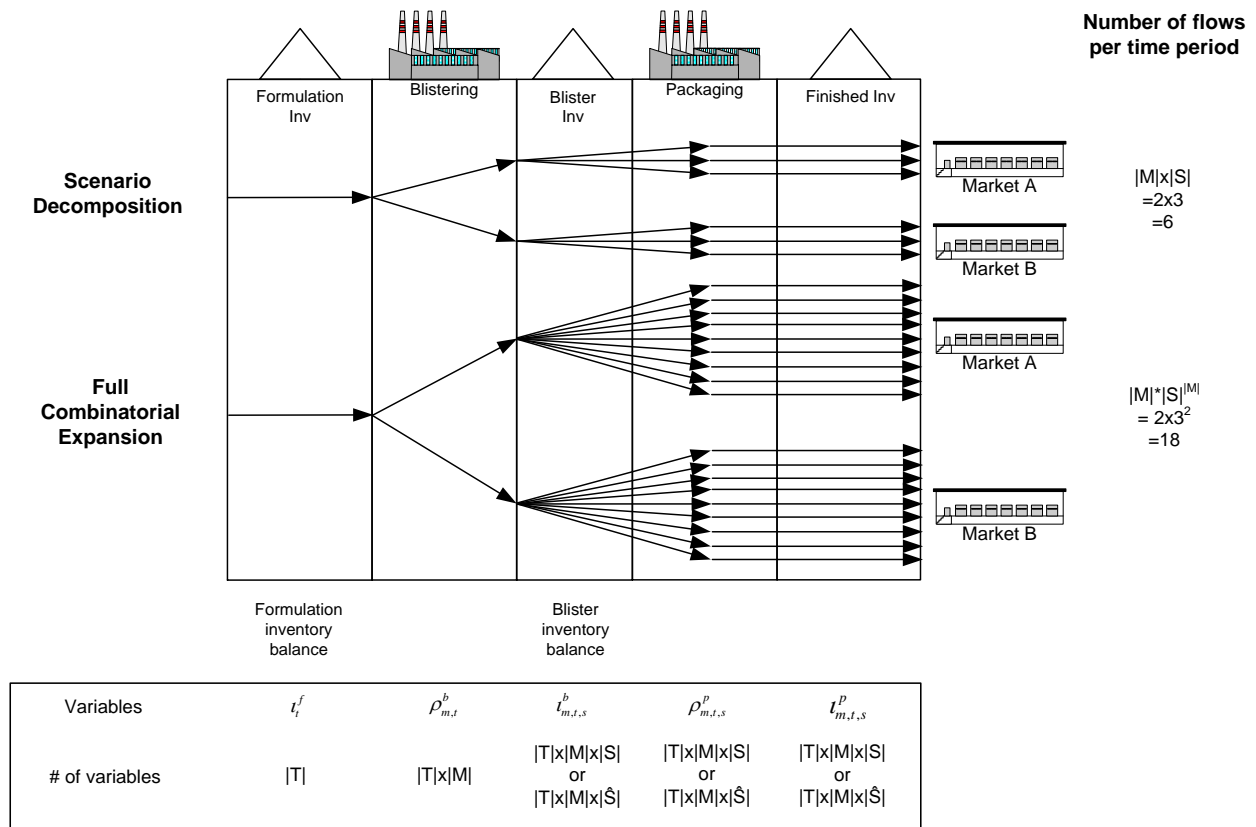 Number of flows
per time period
Formulation
Inv
Blistering
Blister
Inv
Packaging
Finished Inv
Scenario
Decomposition
Market A
Market B
|M|x|S|
=2x3
=6
Full
Combinatorial
Expansion
Market A
Market B
|M|*|S|^|M|
= 2x3²
=18
Formulation
inventory
balance
Blister
inventory
balance
Variables ι_t^f ρ_{m,t}^b ι_{m,t,s}^b ρ_{m,t,s}^p ι_{m,t,s}^p
# of variables |T| |T|x|M|
|T|x|M|x|S| |T|x|M|x|S| |T|x|M|x|S|
or or or
|T|x|M|x|Ŝ| |T|x|M|x|Ŝ| |T|x|M|x|Ŝ|